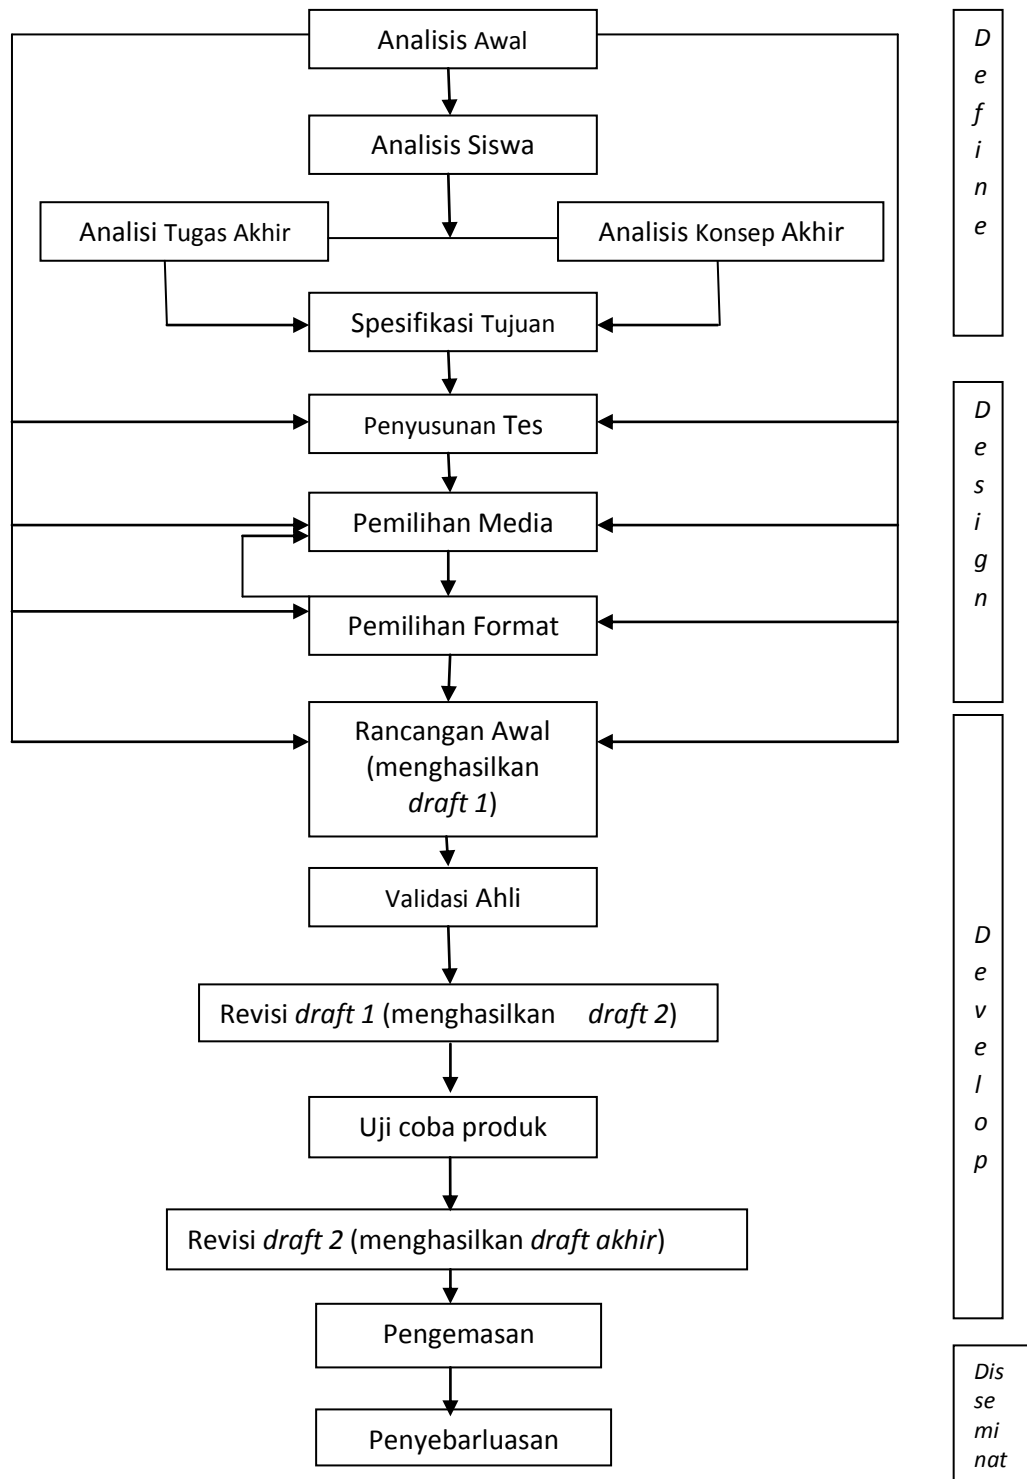 Analisis Awal
Analisis Siswa
Analisi Tugas Akhir
Analisis Konsep Akhir
Spesifikasi Tujuan
Penyusunan Tes
Pemilihan Media
Pemilihan Format
Rancangan Awal
(menghasilkan
draft 1)
Validasi Ahli
Revisi draft 1 (menghasilkan draft 2)
Uji coba produk
Revisi draft 2 (menghasilkan draft akhir)
Pengemasan
Penyebarluasan
D
e
f
i
n
e
D
e
s
i
g
n
D
e
v
e
l
o
p
Dis
se
mi
nat